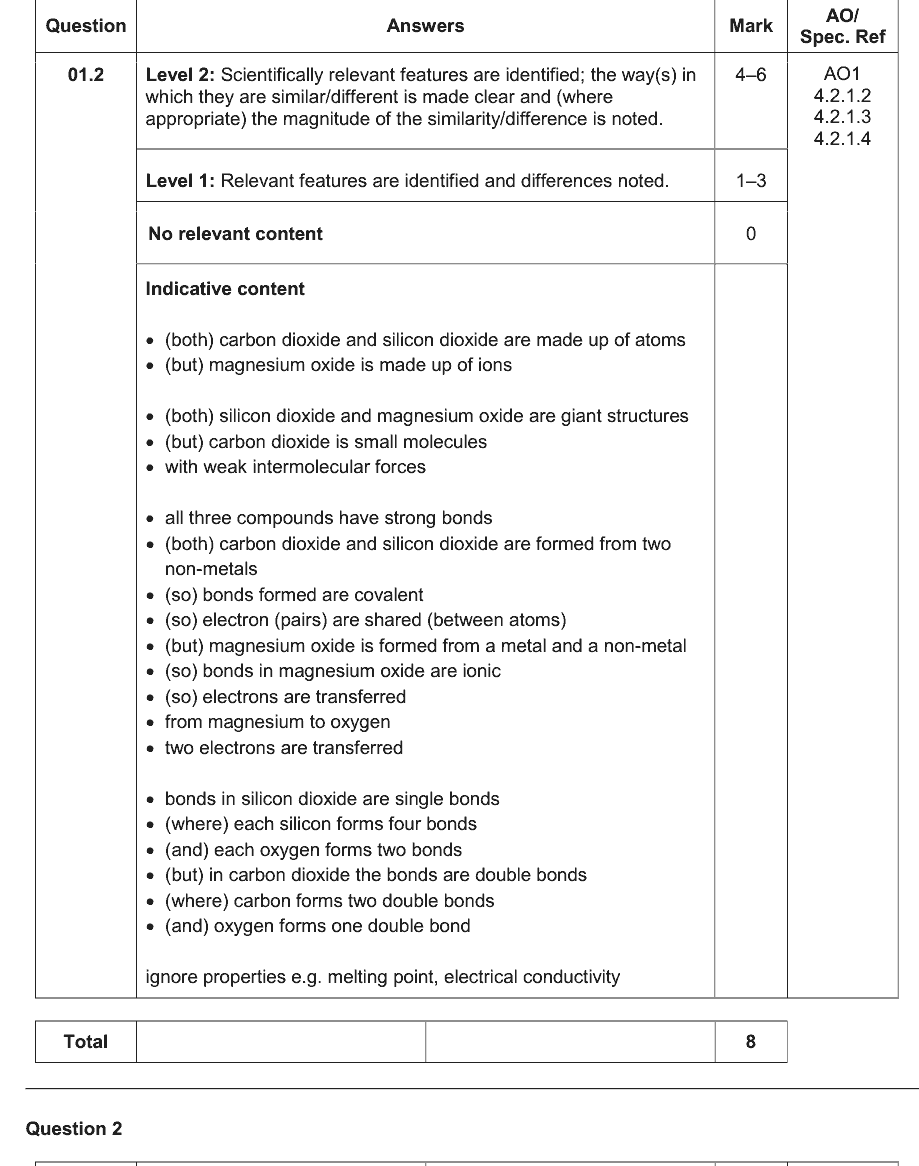 Question Answers Mark AO/ Spec. Ref
01.2 Level 2: Scientifically relevant features are identified; the way(s) in 4–6 AO1
which they are similar/different is made clear and (where 4.2.1.2
appropriate) the magnitude of the similarity/difference is noted. 4.2.1.3
4.2.1.4
Level 1: Relevant features are identified and differences noted. 1–3
No relevant content 0
Indicative content
• (both) carbon dioxide and silicon dioxide are made up of atoms
• (but) magnesium oxide is made up of ions
• (both) silicon dioxide and magnesium oxide are giant structures
• (but) carbon dioxide is small molecules
• with weak intermolecular forces
• all three compounds have strong bonds
• (both) carbon dioxide and silicon dioxide are formed from two
non-metals
• (so) bonds formed are covalent
• (so) electron (pairs) are shared (between atoms)
• (but) magnesium oxide is formed from a metal and a non-metal
• (so) bonds in magnesium oxide are ionic
• (so) electrons are transferred
• from magnesium to oxygen
• two electrons are transferred
• bonds in silicon dioxide are single bonds
• (where) each silicon forms four bonds
• (and) each oxygen forms two bonds
• (but) in carbon dioxide the bonds are double bonds
• (where) carbon forms two double bonds
• (and) oxygen forms one double bond
ignore properties e.g. melting point, electrical conductivity
Total 8
Question 2